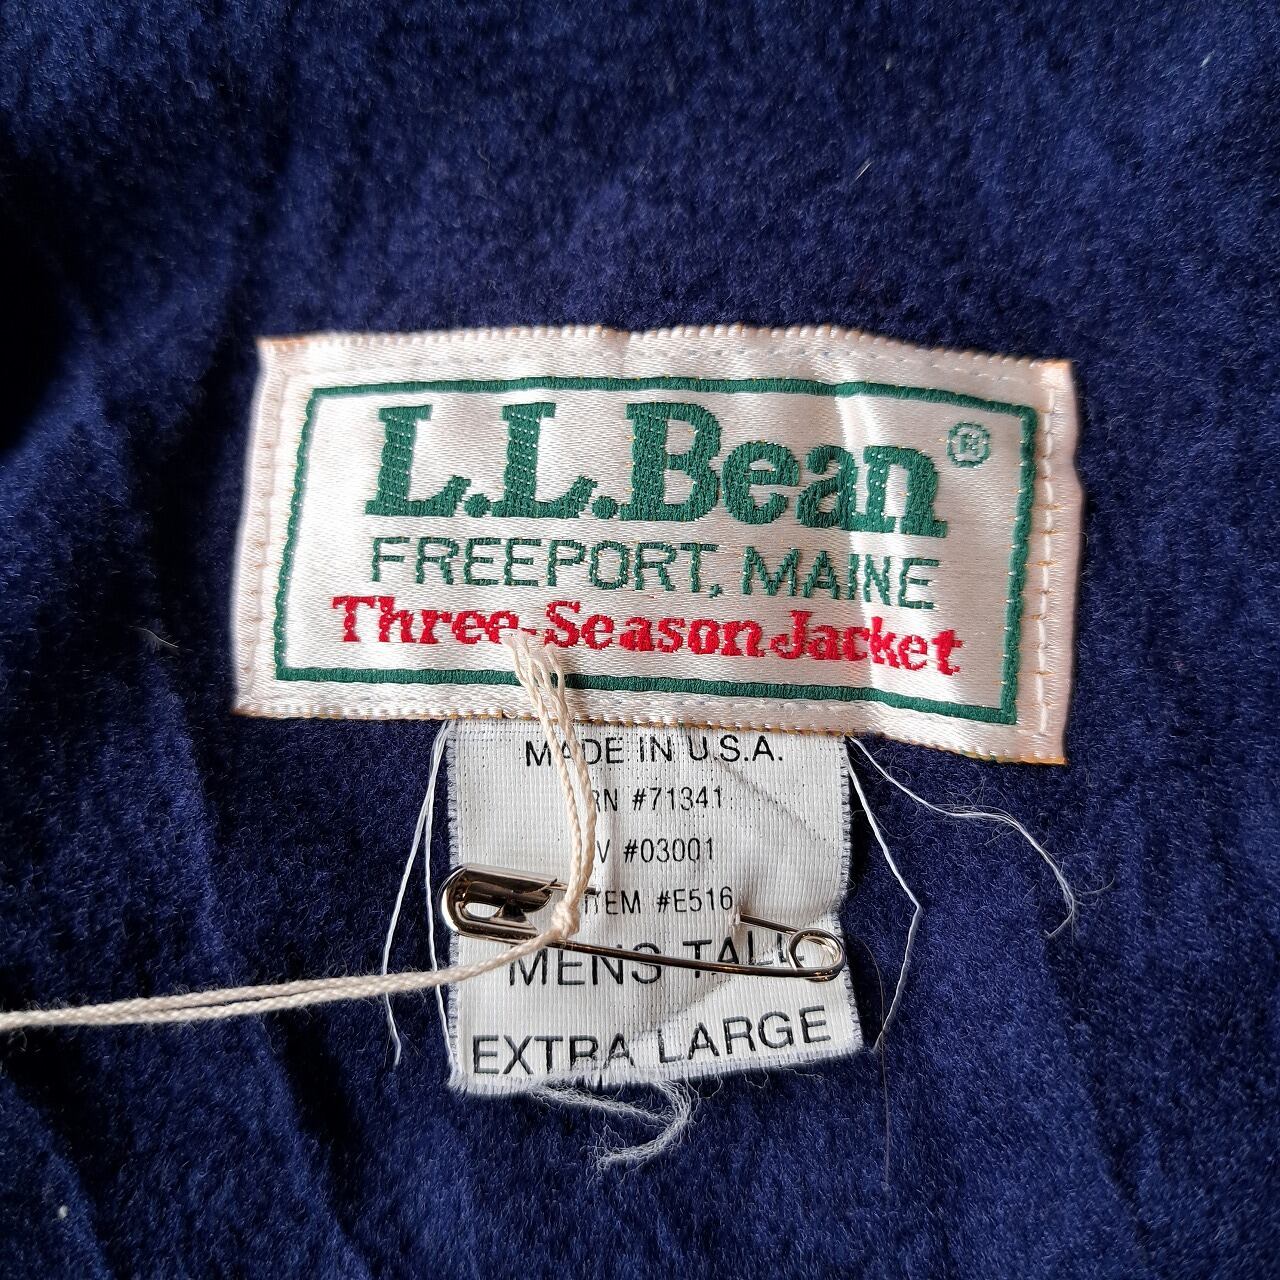 L.L.Bean®
FREEPORT, MAINE
Three-Season Jacket
MADE IN U.S.A.
RN #71341
V #03001
ITEM #E516
MENS TALL
EXTRA LARGE